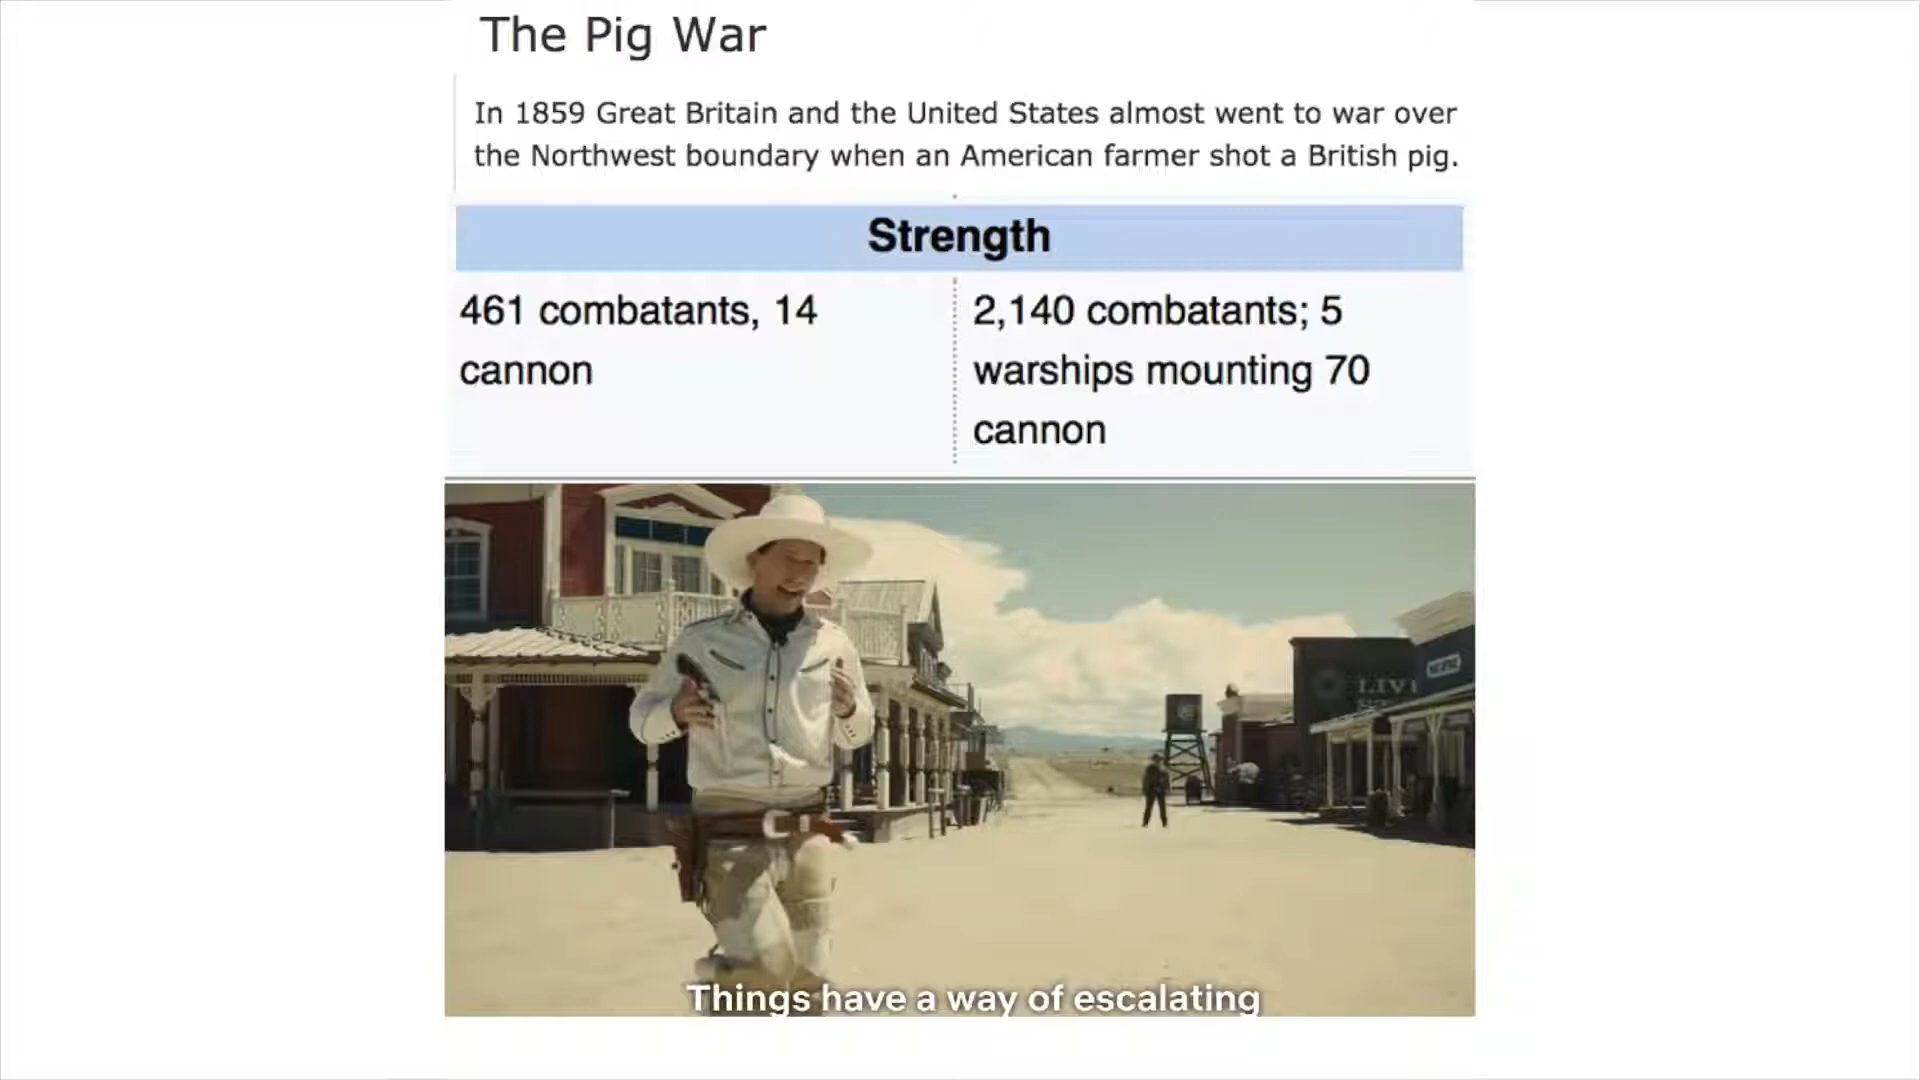 The Pig War
In 1859 Great Britain and the United States almost went to war over
the Northwest boundary when an American farmer shot a British pig.
Strength
461 combatants, 14
cannon
2,140 combatants; 5
warships mounting 70
cannon
LIV
Things have a way of escalating